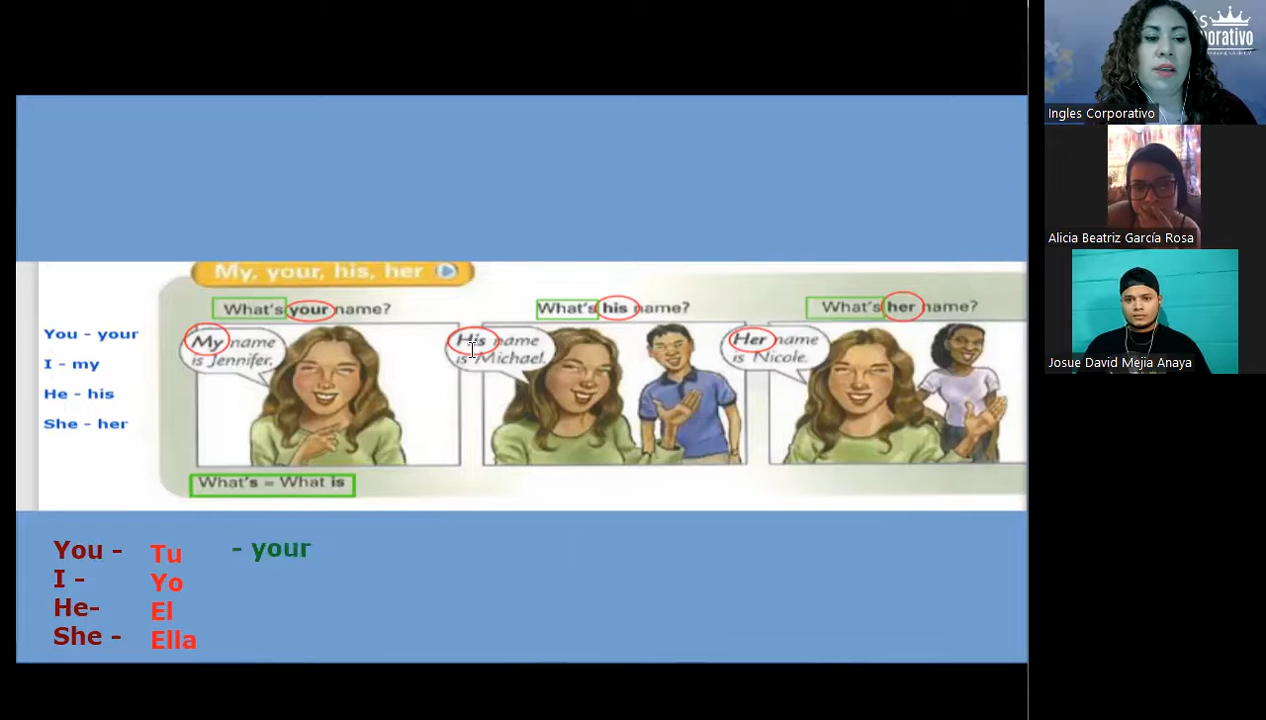 My, your, his, her
What's your name?
What's his name?
What's her name?
My name
is Jennifer.
His name
is Michael.
Her name
is Nicole.
You - your
I - my
He - his
She - her
What's = What is
You - Tu - your
I - Yo
He- El
She - Ella
Ingles Corporativo
Alicia Beatriz García Rosa
Josue David Mejia Anaya